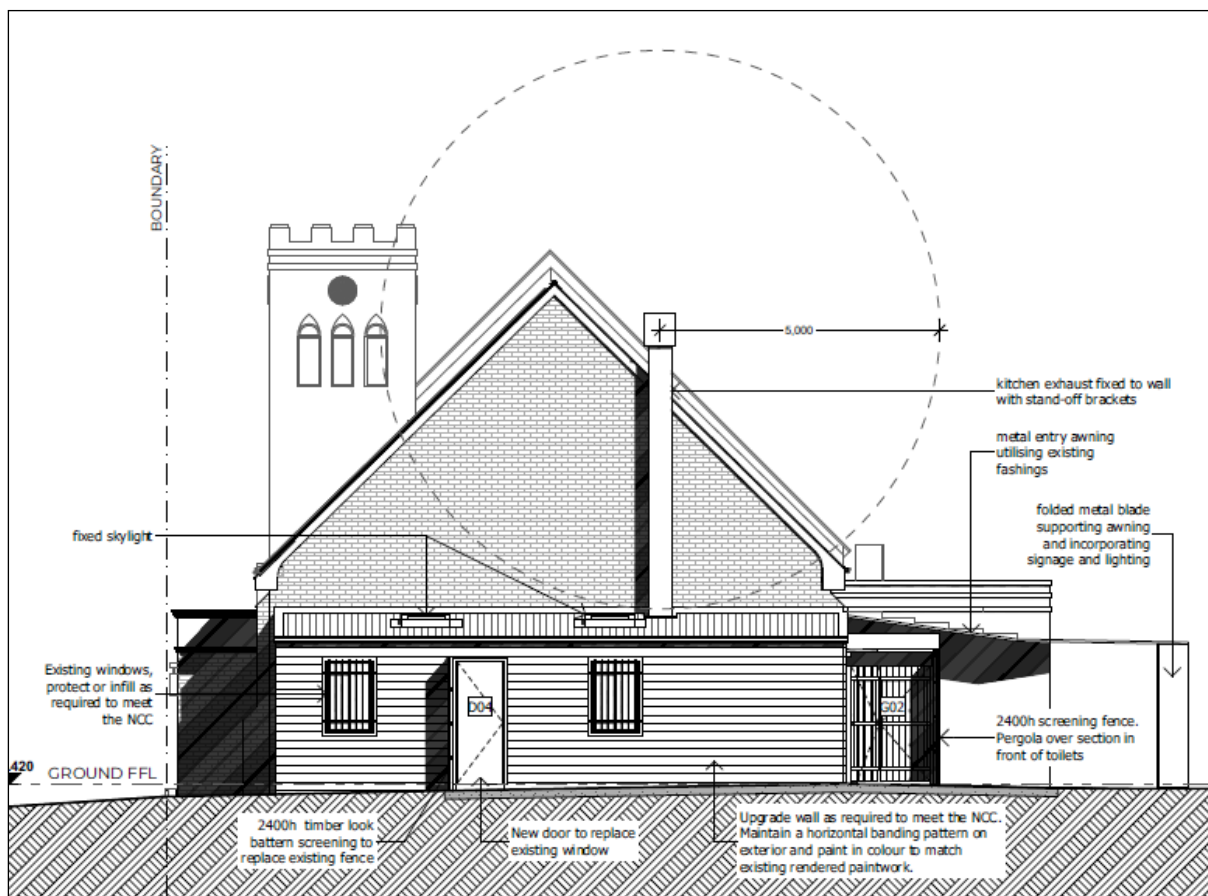 BOUNDARY
5,000
kitchen exhaust fixed to wall
with stand-off brackets
metal entry awning
utilising existing
fashings
folded metal blade
supporting awning
and incorporating
signage and lighting
fixed skylight
Existing windows,
protect or infill as
required to meet
the NCC
D04
G02
2400h screening fence.
Pergola over section in
front of toilets
420
GROUND FFL
2400h timber look
battern screening to
replace existing fence
New door to replace
existing window
Upgrade wall as required to meet the NCC.
Maintain a horizontal banding pattern on
exterior and paint in colour to match
existing rendered paintwork.